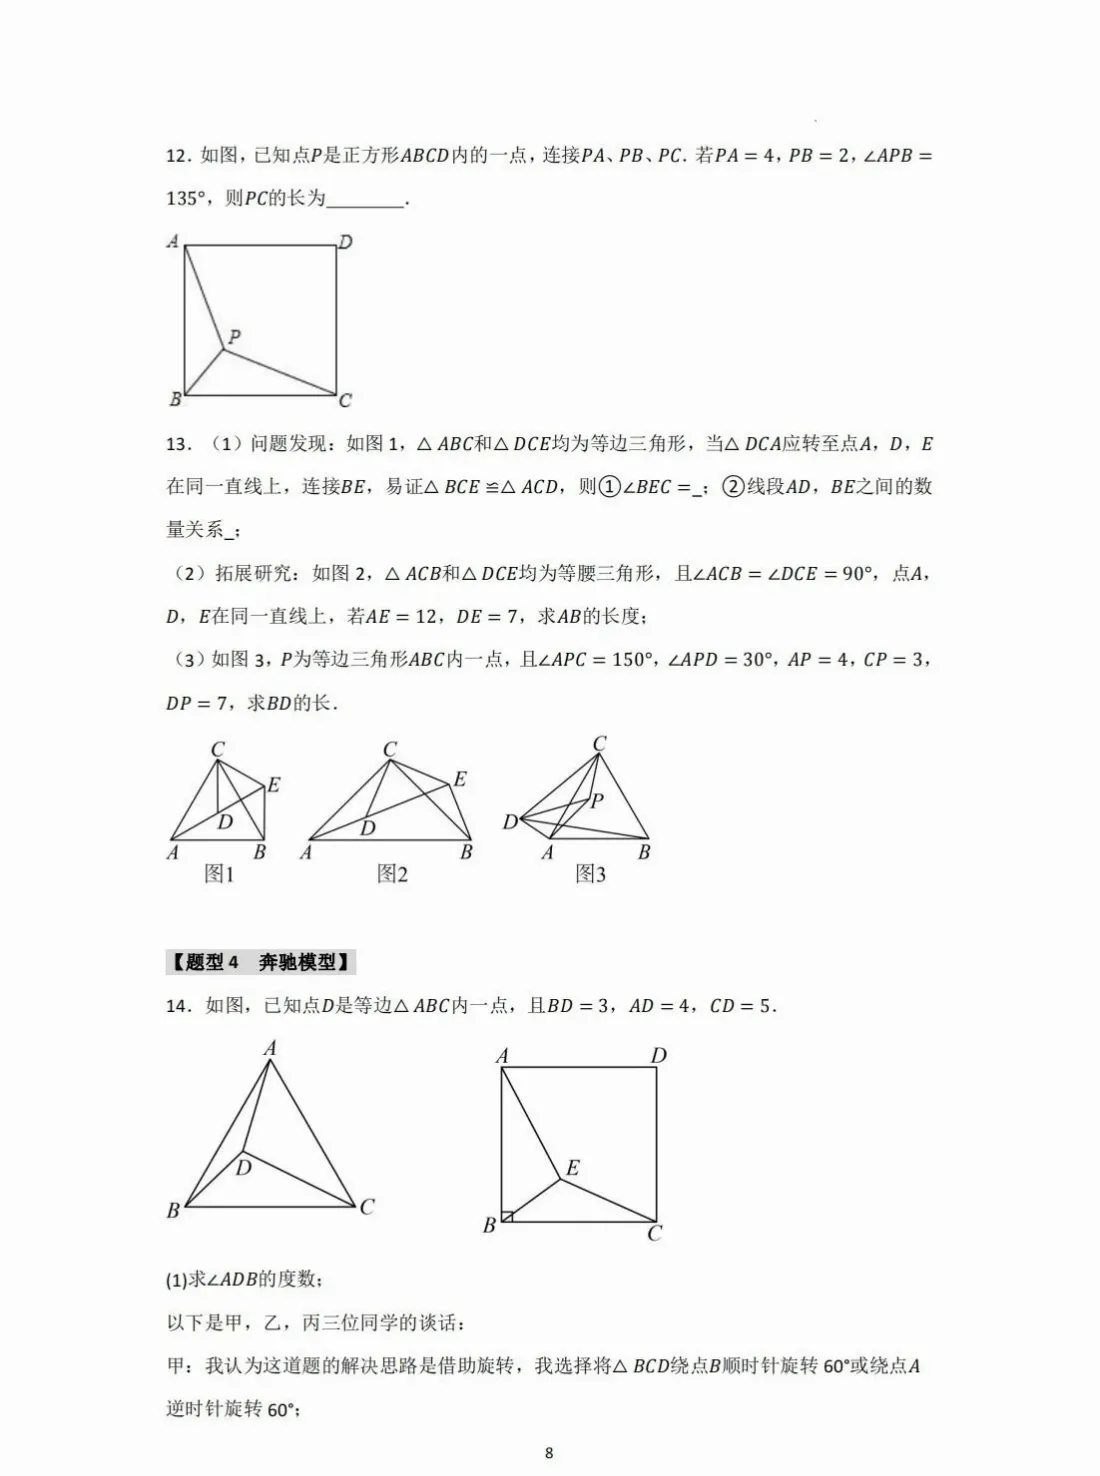 12．如图，已知点P是正方形ABCD内的一点，连接PA、PB、PC．若PA = 4，PB = 2，∠APB =
135°，则PC的长为________．
A
D
P
B
C
13．（1）问题发现：如图 1，△ ABC和△ DCE均为等边三角形，当△ DCA应转至点A，D，E
在同一直线上，连接BE，易证△ BCE ≌△ ACD，则①∠BEC =_；②线段AD，BE之间的数
量关系_；
（2）拓展研究：如图 2，△ ACB和△ DCE均为等腰三角形，且∠ACB = ∠DCE = 90°，点A，
D，E在同一直线上，若AE = 12，DE = 7，求AB的长度；
（3）如图 3，P为等边三角形ABC内一点，且∠APC = 150°，∠APD = 30°，AP = 4，CP = 3，
DP = 7，求BD的长．
C
E
D
A
B
图1
C
E
D
A
B
图2
C
P
D
A
B
图3
【题型 4 奔驰模型】
14．如图，已知点D是等边△ ABC内一点，且BD = 3，AD = 4，CD = 5．
A
D
B
C
A
D
E
B
C
(1)求∠ADB的度数；
以下是甲，乙，丙三位同学的谈话：
甲：我认为这道题的解决思路是借助旋转，我选择将△ BCD绕点B顺时针旋转 60°或绕点A
逆时针旋转 60°；
8